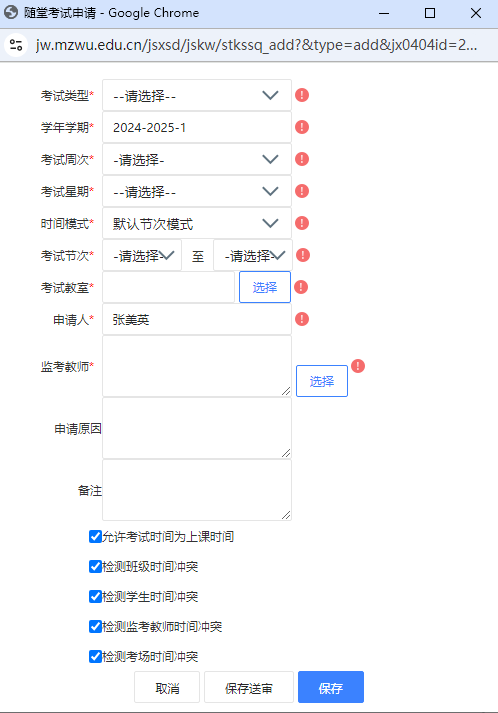 随堂考试申请 - Google Chrome
jw.mzwu.edu.cn/jsxsd/jskw/stkssq_add?&type=add&jx0404id=2...
考试类型* --请选择--
学年学期* 2024-2025-1
考试周次* -请选择-
考试星期* --请选择--
时间模式* 默认节次模式
考试节次* -请选择- 至 -请选择-
考试教室* 选择
申请人* 张美英
监考教师* 选择
申请原因
备注
允许考试时间为上课时间
检测班级时间冲突
检测学生时间冲突
检测监考教师时间冲突
检测考场时间冲突
取消 保存送审 保存